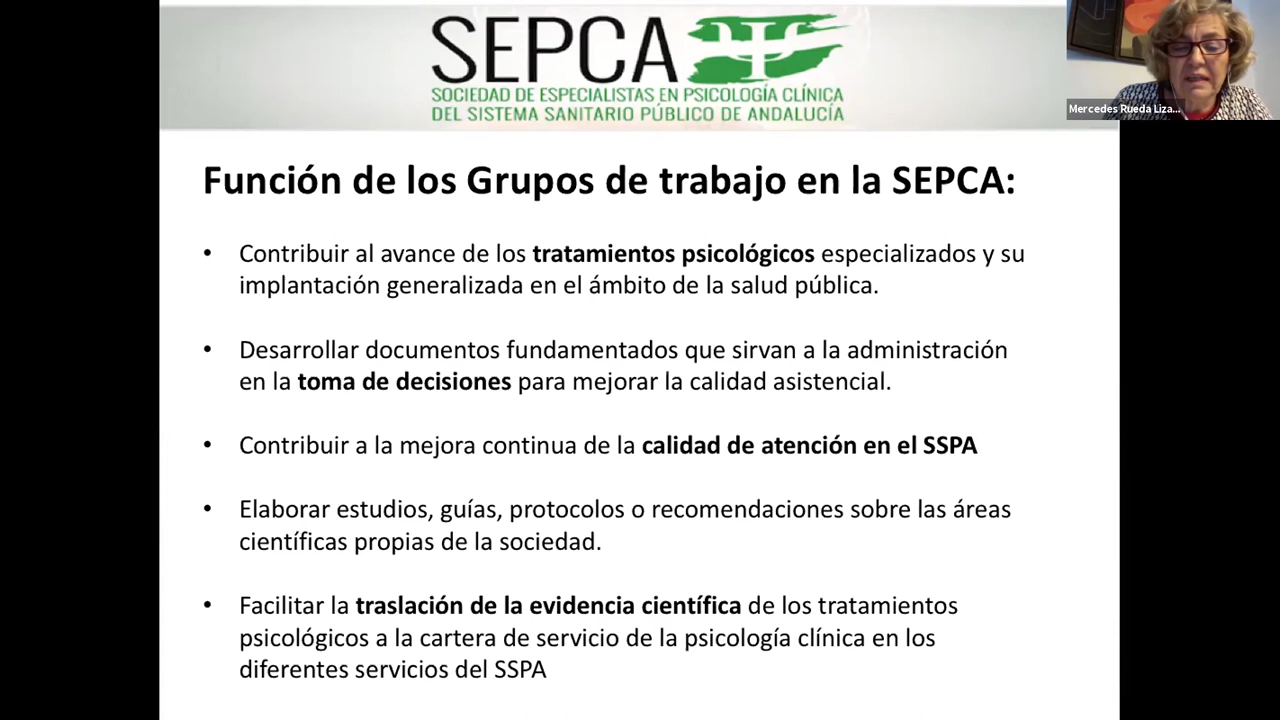 SEPCA
SOCIEDAD DE ESPECIALISTAS EN PSICOLOGÍA CLÍNICA
DEL SISTEMA SANITARIO PÚBLICO DE ANDALUCÍA
Mercedes Rueda Liza...
Función de los Grupos de trabajo en la SEPCA:
• Contribuir al avance de los tratamientos psicológicos especializados y su
implantación generalizada en el ámbito de la salud pública.
• Desarrollar documentos fundamentados que sirvan a la administración
en la toma de decisiones para mejorar la calidad asistencial.
• Contribuir a la mejora continua de la calidad de atención en el SSPA
• Elaborar estudios, guías, protocolos o recomendaciones sobre las áreas
científicas propias de la sociedad.
• Facilitar la traslación de la evidencia científica de los tratamientos
psicológicos a la cartera de servicio de la psicología clínica en los
diferentes servicios del SSPA